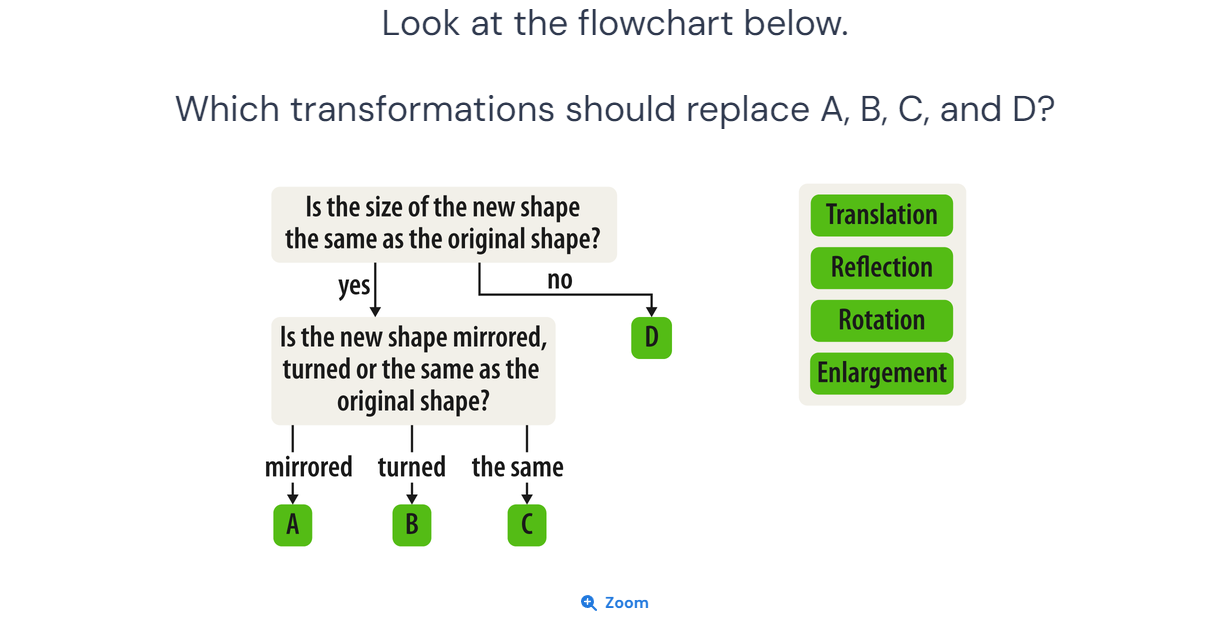 Look at the flowchart below.
Which transformations should replace A, B, C, and D?
Is the size of the new shape
the same as the original shape?
yes
no
Is the new shape mirrored,
turned or the same as the
original shape?
D
mirrored
turned
the same
A
B
C
Translation
Reflection
Rotation
Enlargement
Zoom